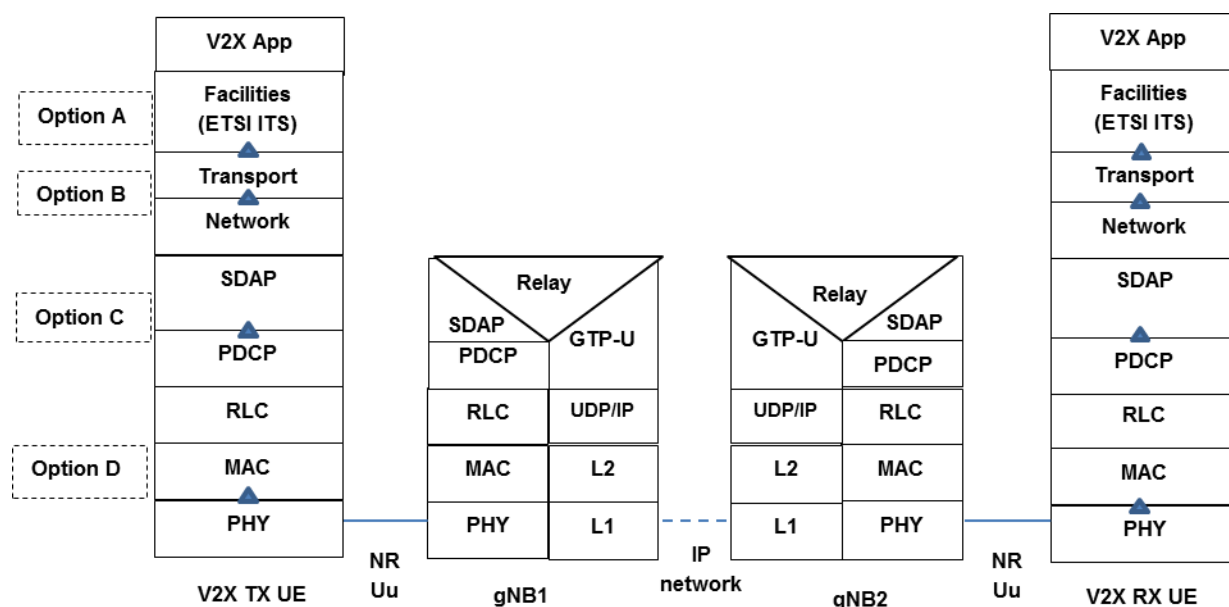 V2X App
Facilities
(ETSI ITS)
Transport
Network
SDAP
PDCP
RLC
MAC
PHY
V2X TX UE
Option A
Option B
Option C
Option D
NR
Uu
Relay
SDAP
PDCP
GTP-U
RLC
UDP/IP
MAC
L2
PHY
L1
gNB1
IP
network
Relay
GTP-U
SDAP
PDCP
UDP/IP
RLC
L2
MAC
L1
PHY
gNB2
NR
Uu
V2X App
Facilities
(ETSI ITS)
Transport
Network
SDAP
PDCP
RLC
MAC
PHY
V2X RX UE